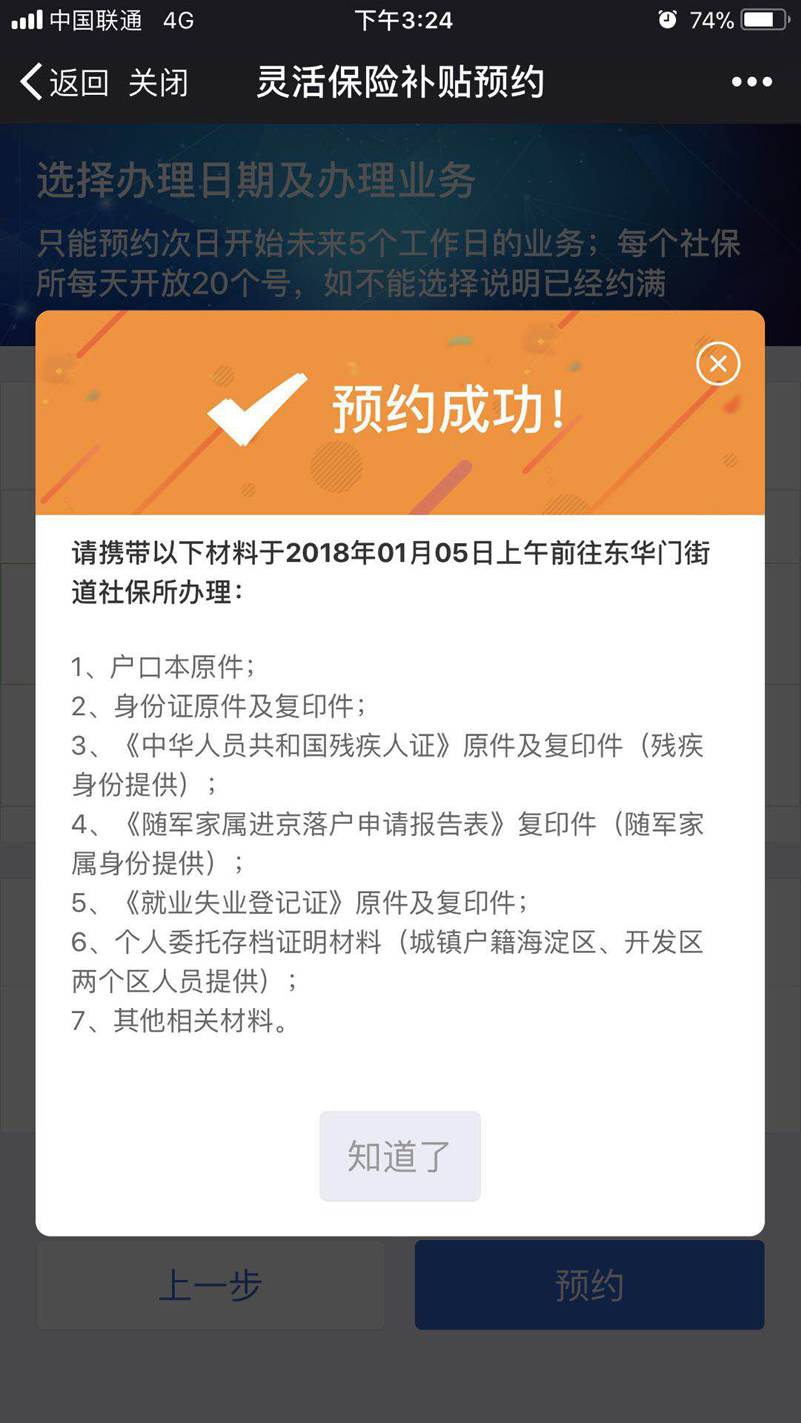 中国联通 4G 下午3:24 74%
返回 关闭 灵活保险补贴预约
选择办理日期及办理业务
只能预约次日开始未来5个工作日的业务；每个社保
所每天开放20个号，如不能选择说明已经约满
预约成功！
请携带以下材料于2018年01月05日上午前往东华门街
道社保所办理：
1、户口本原件；
2、身份证原件及复印件；
3、《中华人员共和国残疾人证》原件及复印件（残疾
身份提供）；
4、《随军家属进京落户申请报告表》复印件（随军家
属身份提供）；
5、《就业失业登记证》原件及复印件；
6、个人委托存档证明材料（城镇户籍海淀区、开发区
两个区人员提供）；
7、其他相关材料。
知道了
上一步 预约